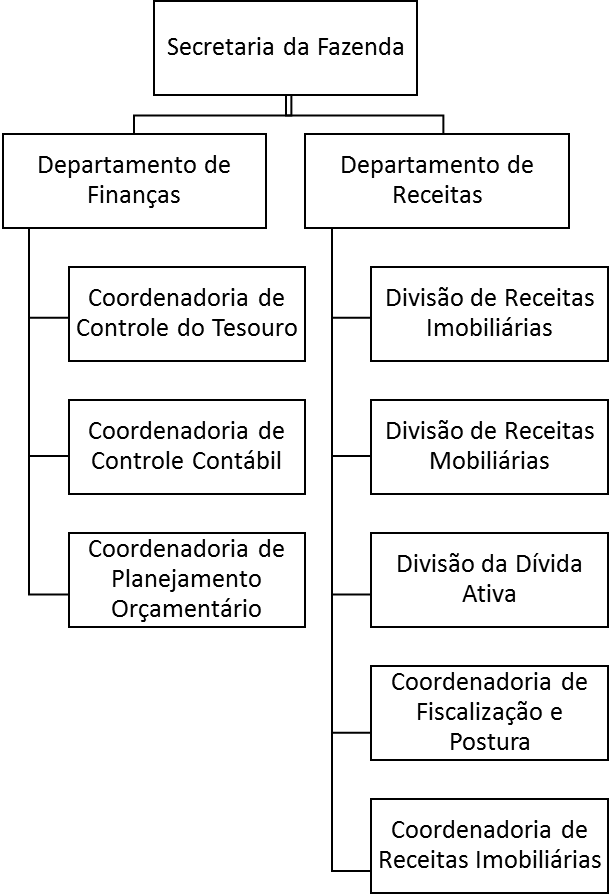 Secretaria da Fazenda
Departamento de
Finanças
Coordenadoria de
Controle do Tesouro
Coordenadoria de
Controle Contábil
Coordenadoria de
Planejamento
Orçamentário
Departamento de
Receitas
Divisão de Receitas
Imobiliárias
Divisão de Receitas
Mobiliárias
Divisão da Dívida
Ativa
Coordenadoria de
Fiscalização e
Postura
Coordenadoria de
Receitas Imobiliárias